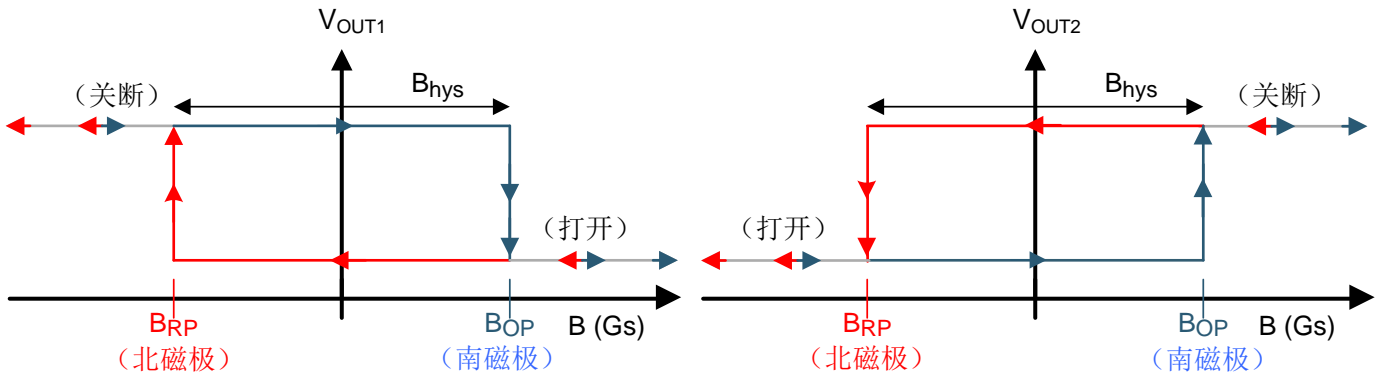 VOUT1
Bhys
（关断）
（打开）
BRP
BOP
B (Gs)
（北磁极）
（南磁极）
VOUT2
Bhys
（关断）
（打开）
BRP
BOP
B (Gs)
（北磁极）
（南磁极）